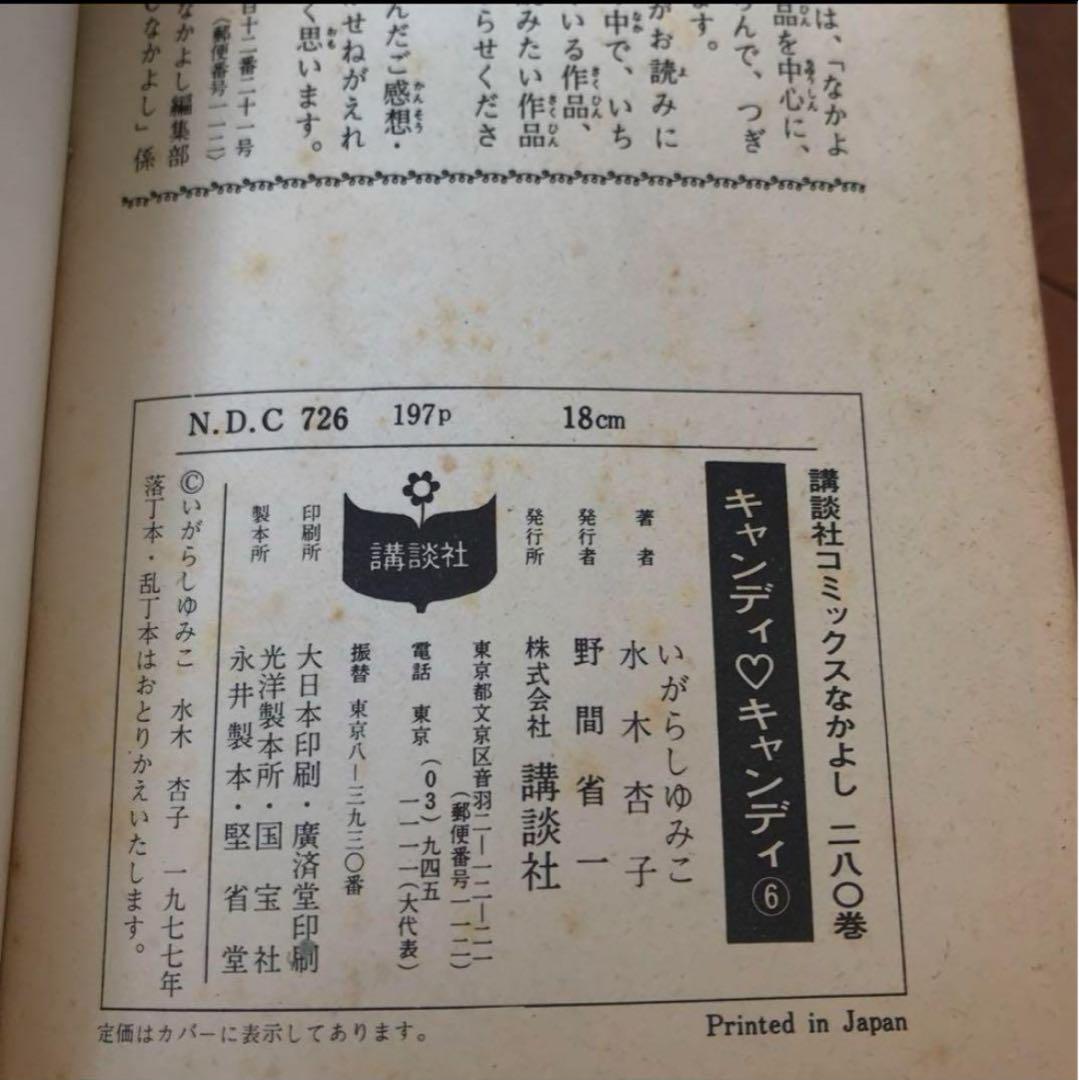 は、「なかよ
品を中心に、
らんで、つぎ
ます。
がお読みに
中で、いち
いる作品、
みたい作品
らせくださ
んだご感想・
せねがえれ
く思います。
十二番二十一号
(郵便番号一一二)
なかよし編集部
なかよし」係
N.D.C 726 197p 18cm
講談社コミックスなかよし 二八〇巻
キャンディ♡キャンディ⑥
著者 いがらしゆみこ
水木杏子
発行者 野間省一
発行所 株式会社 講談社
東京都文京区音羽二—一二—二一
(郵便番号一一二)
電話 東京(03)九四五
一一一一(大代表)
振替 東京八—三九三〇番
講談社
印刷所 大日本印刷・廣済堂印刷
製本所 光洋製本所・国宝社
永井製本・堅省堂
©いがらしゆみこ 水木 杏子 一九七七年
落丁本・乱丁本はおとりかえいたします。
定価はカバーに表示してあります。
Printed in Japan